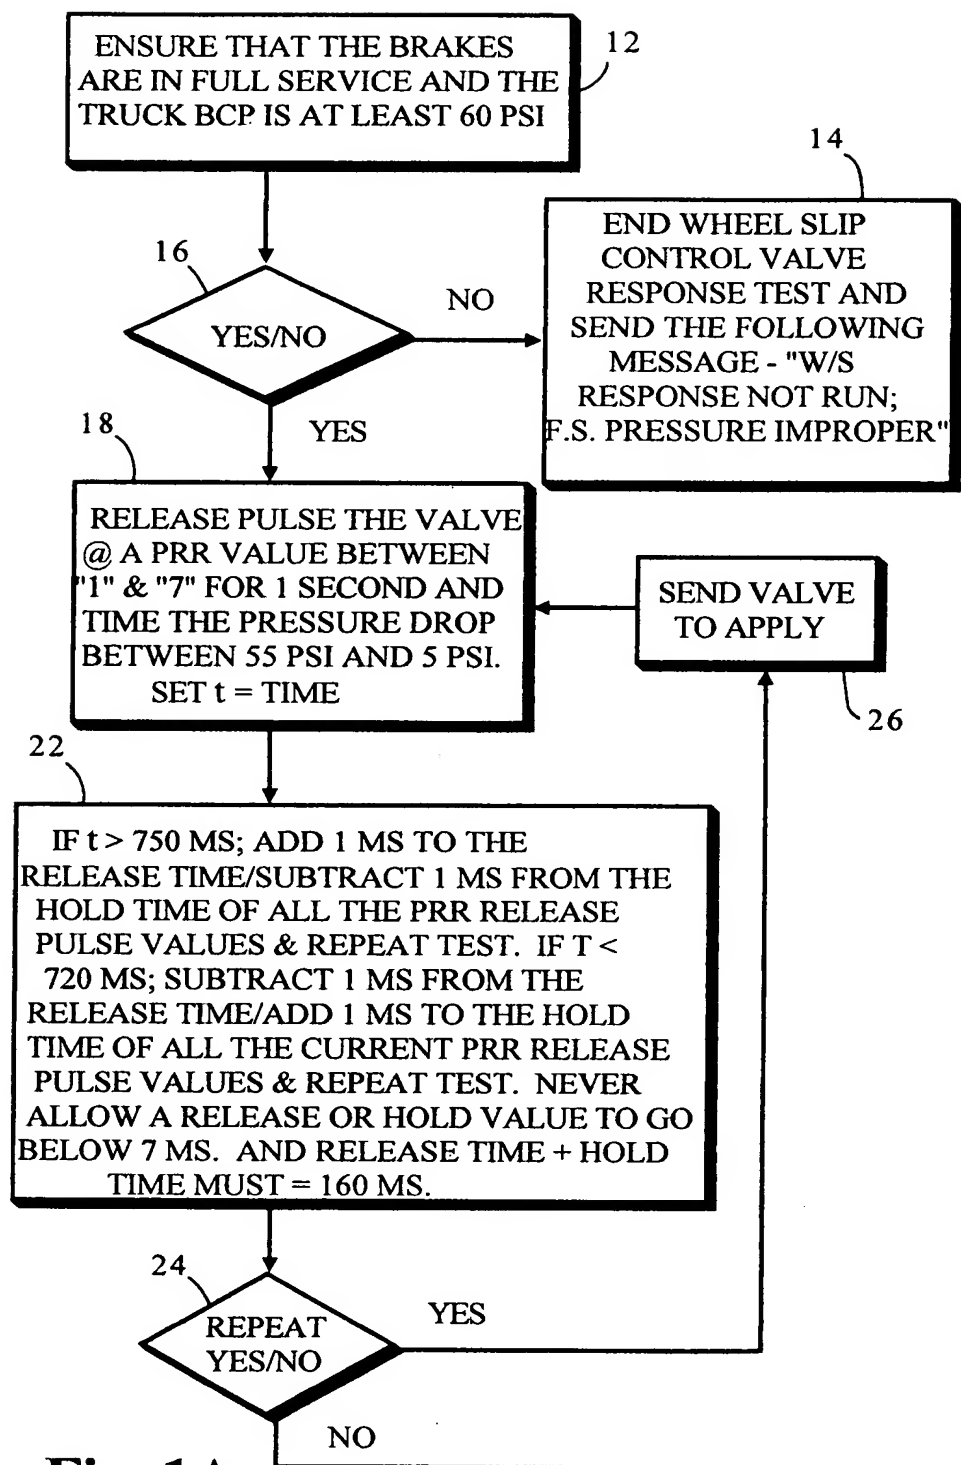 ENSURE THAT THE BRAKES
ARE IN FULL SERVICE AND THE
TRUCK BCP IS AT LEAST 60 PSI
12
14
END WHEEL SLIP
CONTROL VALVE
RESPONSE TEST AND
SEND THE FOLLOWING
MESSAGE - "W/S
RESPONSE NOT RUN;
F.S. PRESSURE IMPROPER"
16
YES/NO
NO
YES
18
RELEASE PULSE THE VALVE
@ A PRR VALUE BETWEEN
"1" & "7" FOR 1 SECOND AND
TIME THE PRESSURE DROP
BETWEEN 55 PSI AND 5 PSI.
SET t = TIME
SEND VALVE
TO APPLY
26
22
IF t > 750 MS; ADD 1 MS TO THE
RELEASE TIME/SUBTRACT 1 MS FROM THE
HOLD TIME OF ALL THE PRR RELEASE
PULSE VALUES & REPEAT TEST. IF T <
720 MS; SUBTRACT 1 MS FROM THE
RELEASE TIME/ADD 1 MS TO THE HOLD
TIME OF ALL THE CURRENT PRR RELEASE
PULSE VALUES & REPEAT TEST. NEVER
ALLOW A RELEASE OR HOLD VALUE TO GO
BELOW 7 MS. AND RELEASE TIME + HOLD
TIME MUST = 160 MS.
24
REPEAT
YES/NO
YES
NO